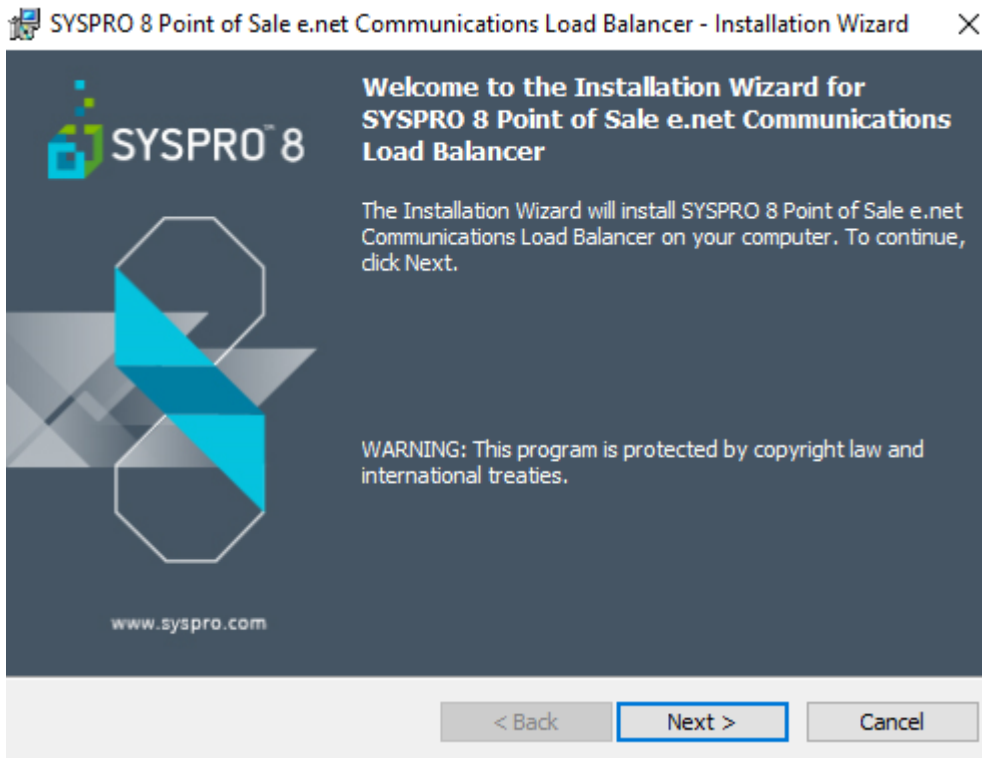 SYSPRO 8 Point of Sale e.net Communications Load Balancer - Installation Wizard
SYSPRO™ 8
Welcome to the Installation Wizard for
SYSPRO 8 Point of Sale e.net Communications
Load Balancer
The Installation Wizard will install SYSPRO 8 Point of Sale e.net
Communications Load Balancer on your computer. To continue,
click Next.
WARNING: This program is protected by copyright law and
international treaties.
www.syspro.com
< Back
Next >
Cancel